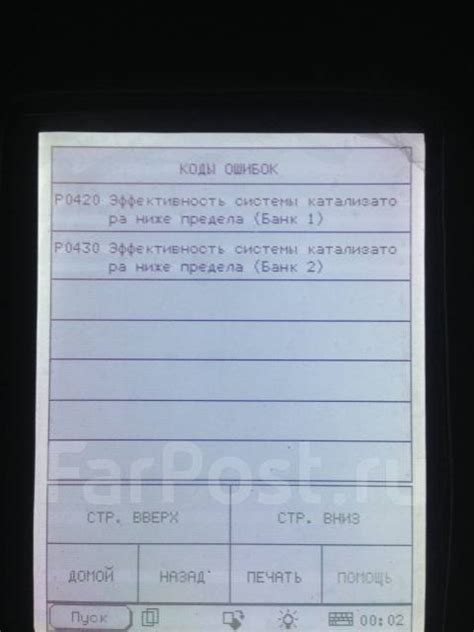 КОДЫ ОШИБОК
P0420 Эффективность системы катализато
ра ниже предела (Банк 1)
P0430 Эффективность системы катализато
ра ниже предела (Банк 2)
FarPost.ru
СТР. ВВЕРХ СТР. ВНИЗ
ДОМОЙ НАЗАД ПЕЧАТЬ ПОМОЩЬ
Пуск 00:02